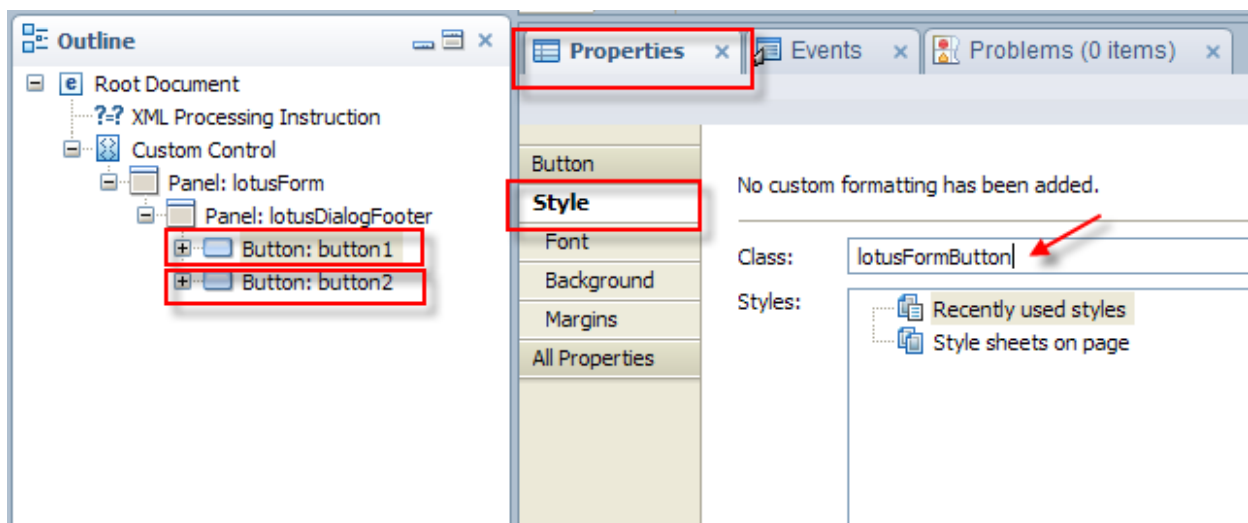 Outline
Root Document
?=? XML Processing Instruction
Custom Control
Panel: lotusForm
Panel: lotusDialogFooter
Button: button1
Button: button2
Properties
Events
Problems (0 items)
Button
Style
Font
Background
Margins
All Properties
No custom formatting has been added.
Class: lotusFormButton
Styles:
Recently used styles
Style sheets on page